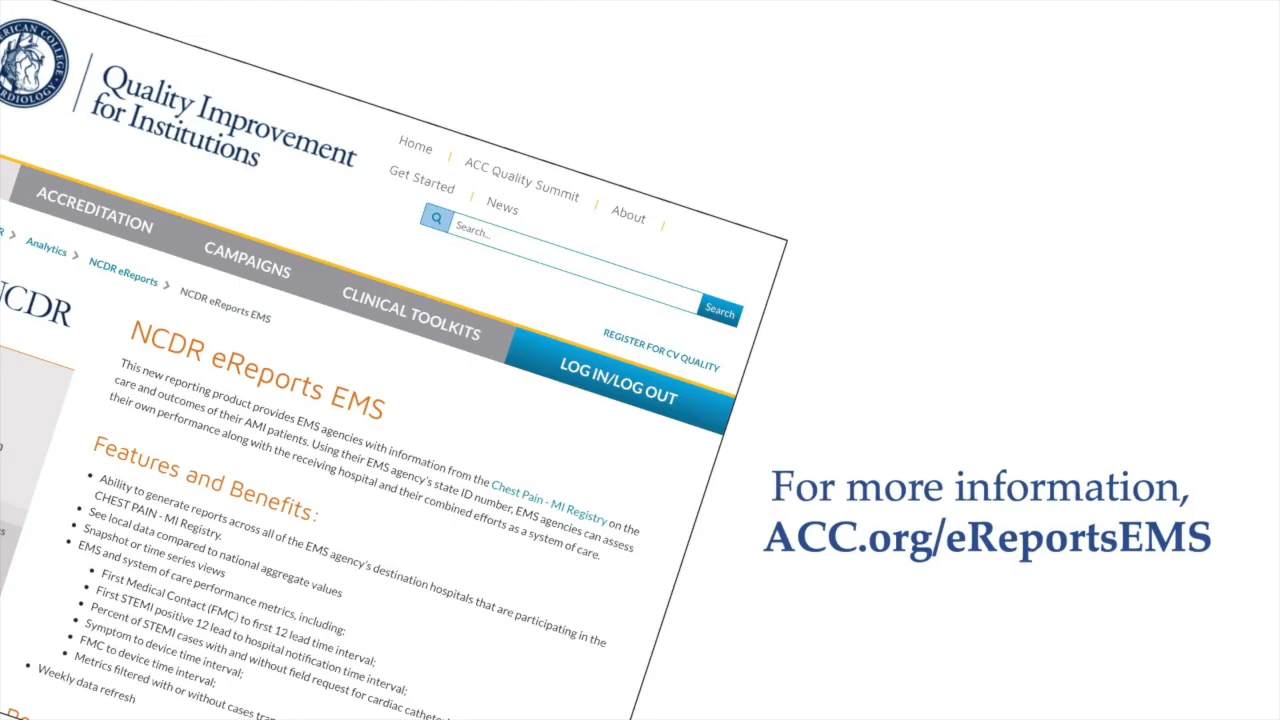 Quality Improvement
for Institutions
Home | ACC Quality Summit | About |
Get Started | News
Search...
Search
REGISTER FOR CV QUALITY
ACCREDITATION
CAMPAIGNS
CLINICAL TOOLKITS
LOG IN/LOG OUT
Analytics > NCDR eReports > NCDR eReports EMS
NCDR
NCDR eReports EMS
This new reporting product provides EMS agencies with information from the Chest Pain - MI Registry on the
care and outcomes of their AMI patients. Using their EMS agency's state ID number, EMS agencies can assess
their own performance along with the receiving hospital and their combined efforts as a system of care.
Features and Benefits:
• Ability to generate reports across all of the EMS agency's destination hospitals that are participating in the
CHEST PAIN - MI Registry.
• See local data compared to national aggregate values
• Snapshot or time series views
• EMS and system of care performance metrics, including:
• First Medical Contact (FMC) to first 12 lead time interval;
• First STEMI positive 12 lead to hospital notification time interval;
• Percent of STEMI cases with and without field request for cardiac
• Symptom to device time interval;
• FMC to device time interval;
• Metrics filtered with or without cases
• Weekly data refresh
For more information,
ACC.org/eReportsEMS